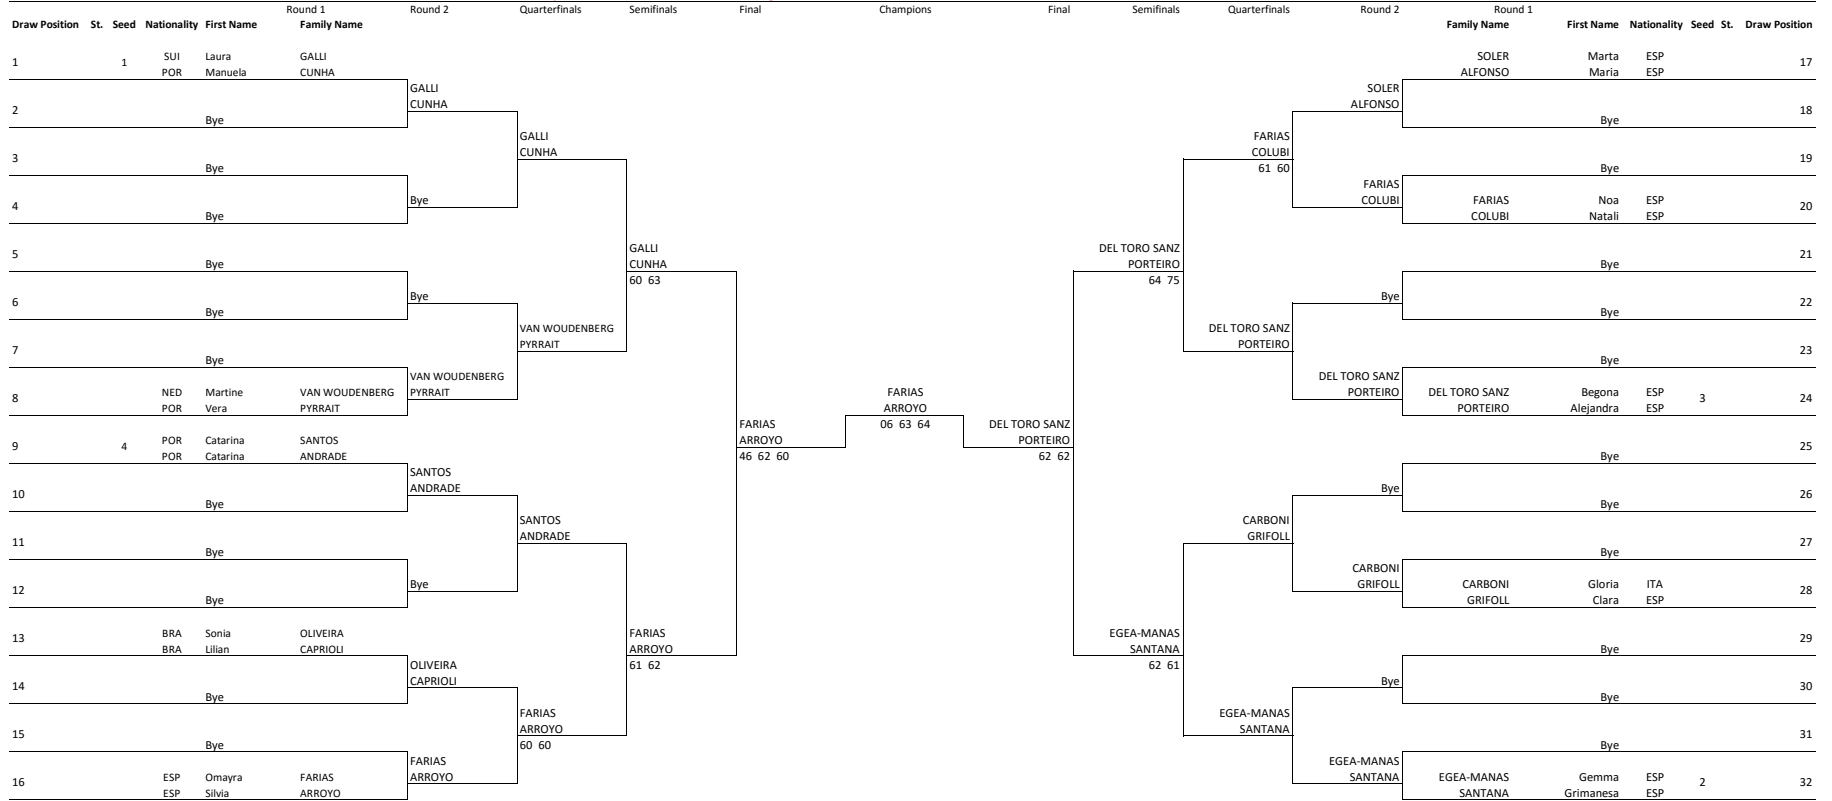 Round 1 Round 2 Quarterfinals Semifinals Final Champions Final Semifinals Quarterfinals Round 2 Round 1
Draw Position St. Seed Nationality First Name Family Name Family Name First Name Nationality Seed St. Draw Position
SUI Laura GALLI SOLER Marta ESP
1 1 17
POR Manuela CUNHA ALFONSO Maria ESP
GALLI SOLER
CUNHA ALFONSO
2 18
Bye Bye
GALLI FARIAS
CUNHA COLUBI
3 19
Bye 61 60 Bye
FARIAS
Bye COLUBI FARIAS Noa ESP
4 20
Bye COLUBI Natali ESP
GALLI DEL TORO SANZ
5 21
CUNHA PORTEIRO
Bye Bye
60 63 64 75
Bye Bye
6 22
Bye Bye
VAN WOUDENBERG DEL TORO SANZ
PYRRAIT PORTEIRO
7 23
Bye Bye
VAN WOUDENBERG DEL TORO SANZ
NED Martine VAN WOUDENBERG PYRRAIT FARIAS PORTEIRO DEL TORO SANZ Begona ESP
8 3 24
POR Vera PYRRAIT ARROYO PORTEIRO Alejandra ESP
FARIAS 06 63 64 DEL TORO SANZ
POR Catarina SANTOS ARROYO PORTEIRO
9 4 25
POR Catarina ANDRADE 46 62 60 62 62 Bye
SANTOS
ANDRADE Bye
10 26
Bye Bye
SANTOS CARBONI
ANDRADE GRIFOLL
11 27
Bye Bye
CARBONI
Bye GRIFOLL CARBONI Gloria ITA
12 28
Bye GRIFOLL Clara ESP
BRA Sonia OLIVEIRA FARIAS EGEA-MANAS
13 29
BRA Lilian CAPRIOLI ARROYO SANTANA Bye
OLIVEIRA 61 62 62 61
CAPRIOLI Bye
14 30
Bye Bye
FARIAS EGEA-MANAS
ARROYO SANTANA
15 31
Bye 60 60 Bye
FARIAS EGEA-MANAS
ESP Omayra FARIAS ARROYO SANTANA EGEA-MANAS Gemma ESP
16 2 32
ESP Silvia ARROYO SANTANA Grimanesa ESP